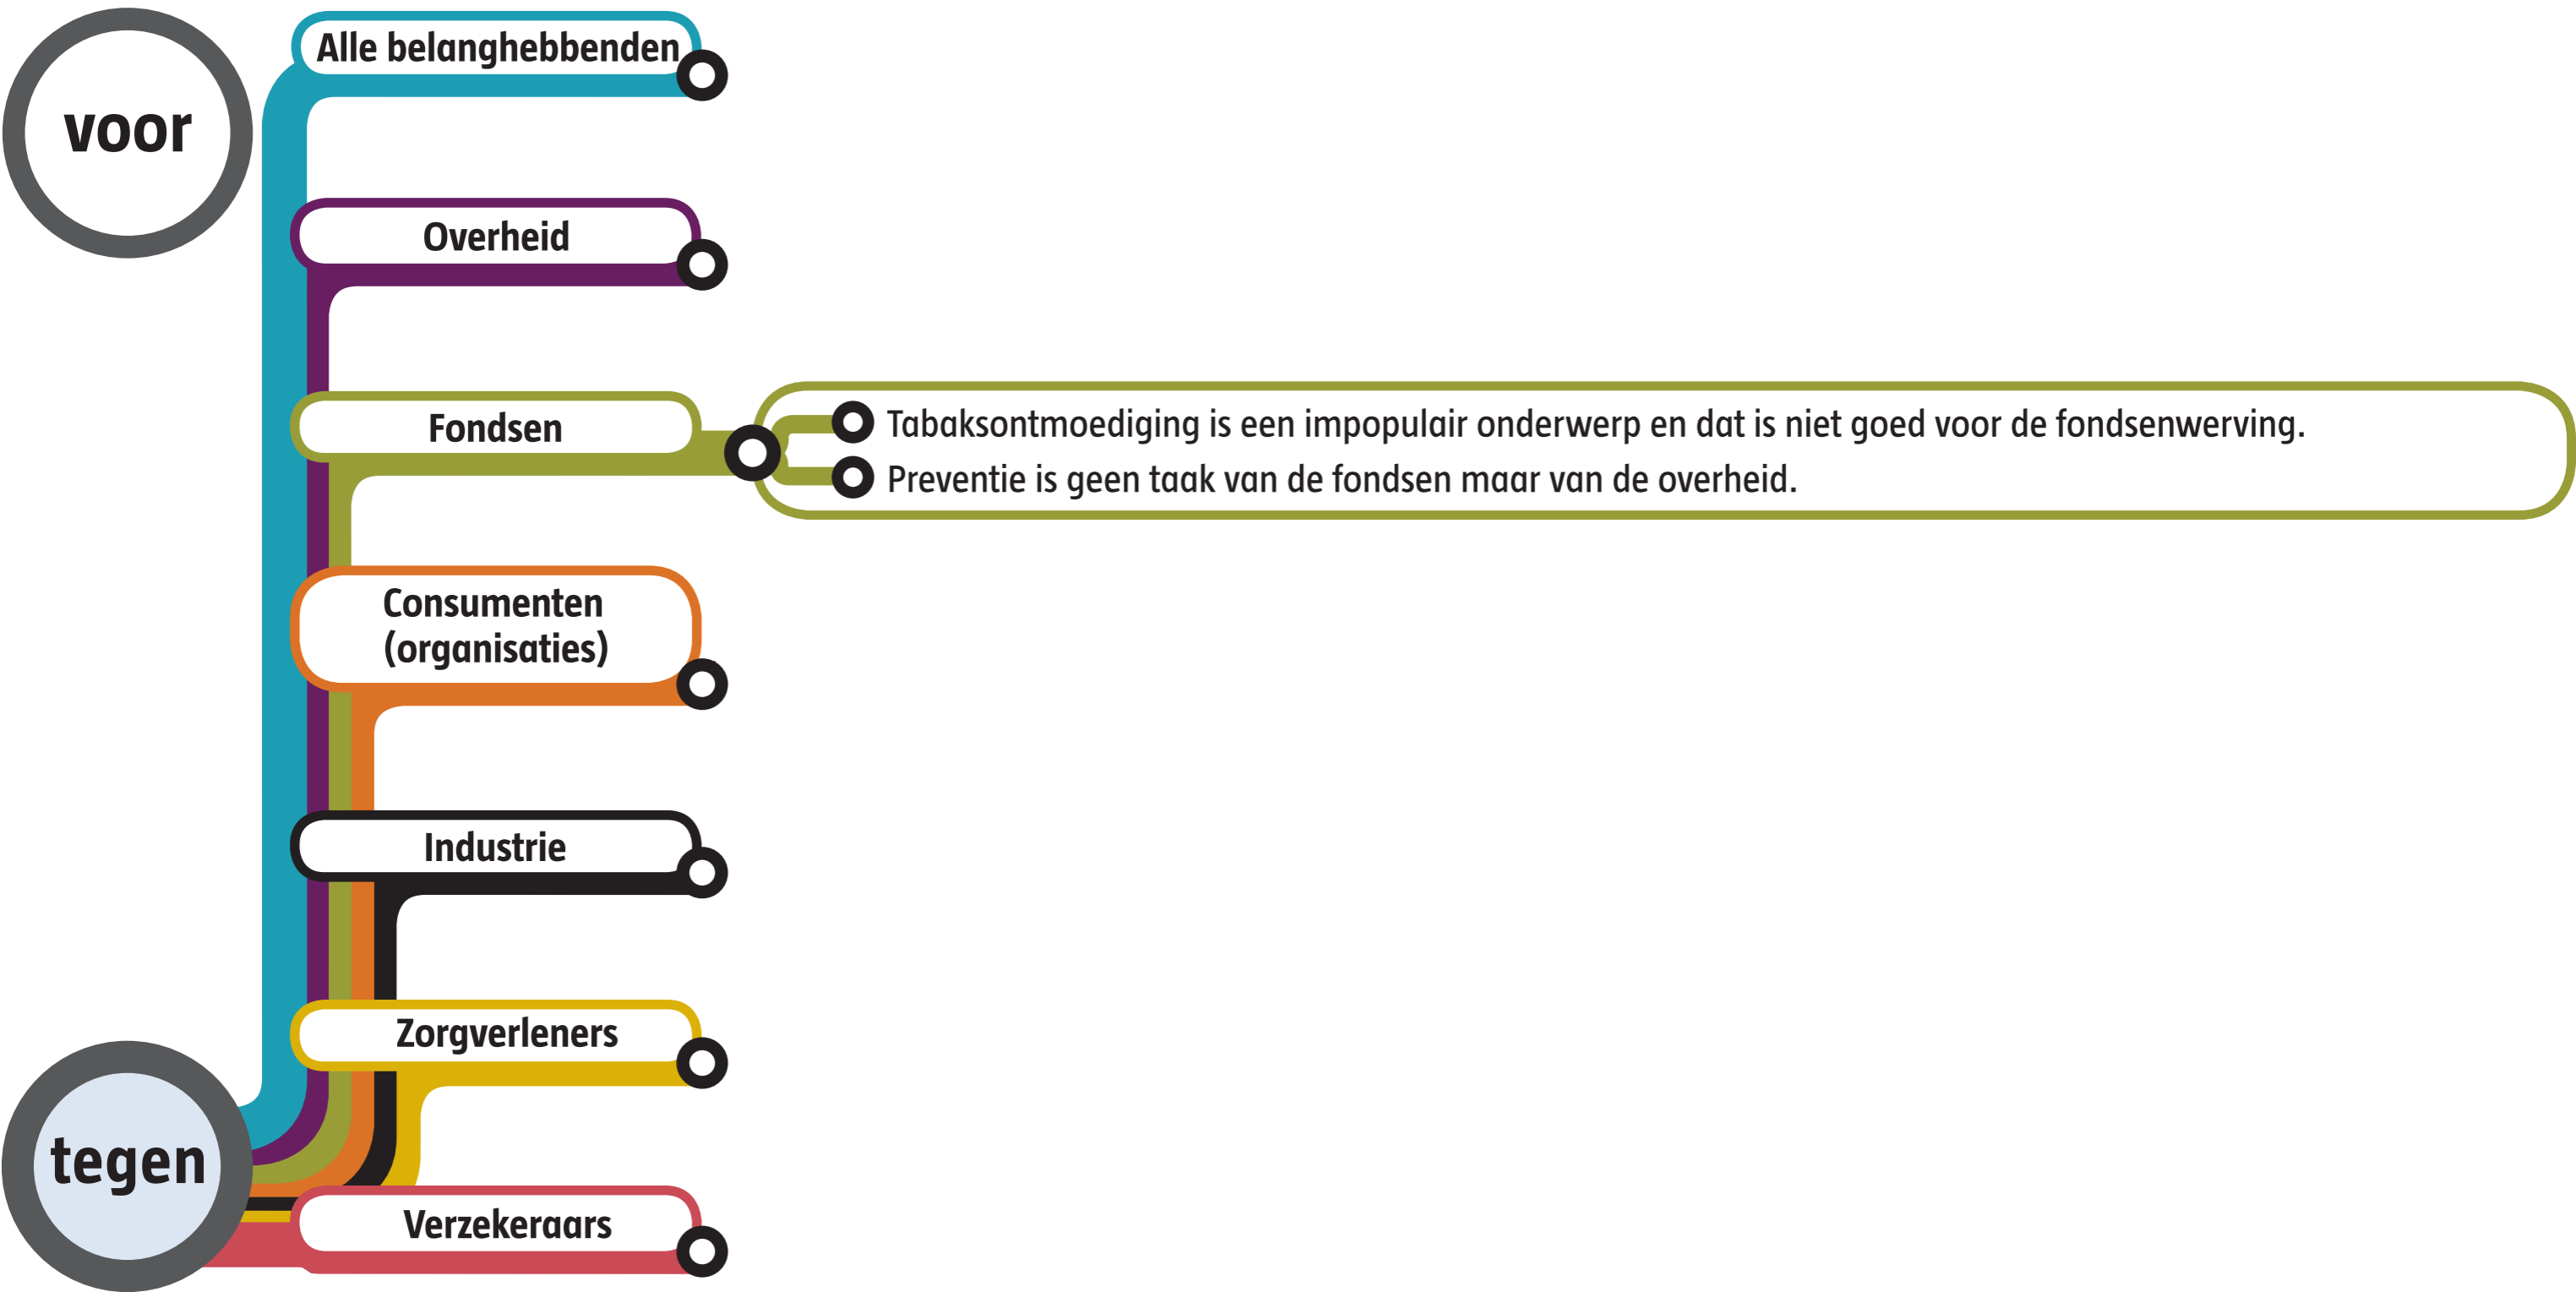 voor
Alle belanghebbenden
Overheid
Fondsen
Tabaksontmoediging is een impopulair onderwerp en dat is niet goed voor de fondsenwerving.
Preventie is geen taak van de fondsen maar van de overheid.
Consumenten
(organisaties)
Industrie
Zorgverleners
tegen
Verzekeraars